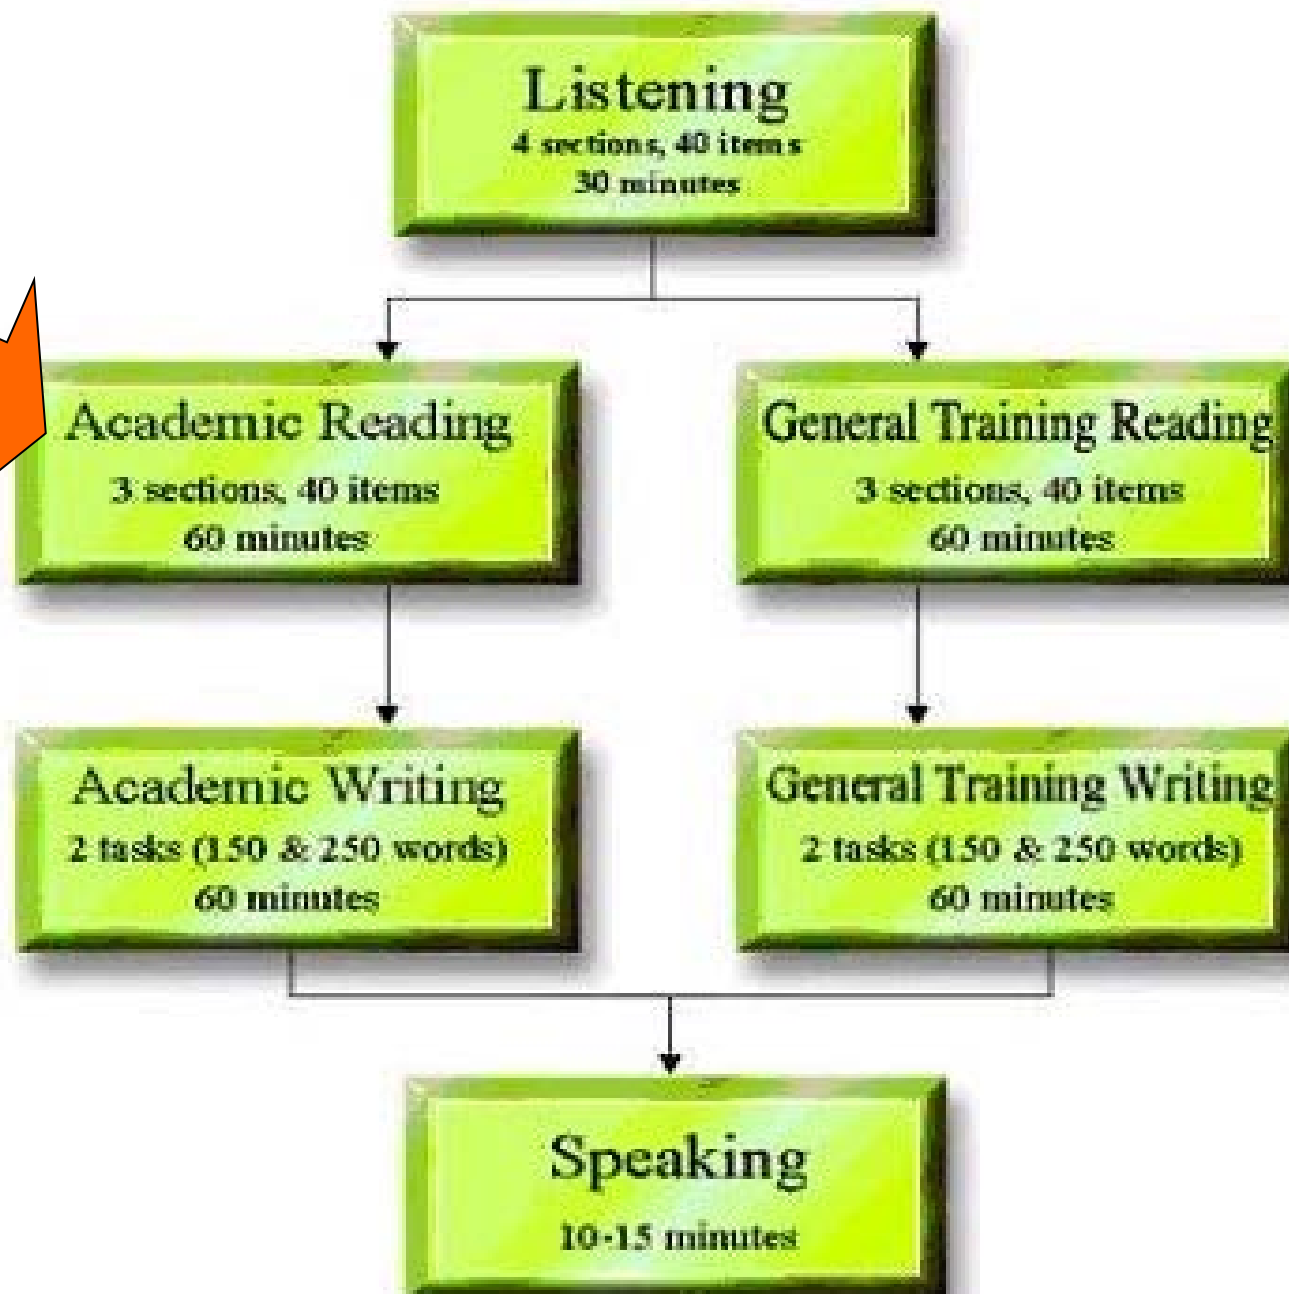 Listening
4 sections, 40 items
30 minutes
Academic Reading
3 sections, 40 items
60 minutes
General Training Reading
3 sections, 40 items
60 minutes
Academic Writing
2 tasks (150 & 250 words)
60 minutes
General Training Writing
2 tasks (150 & 250 words)
60 minutes
Speaking
10-15 minutes